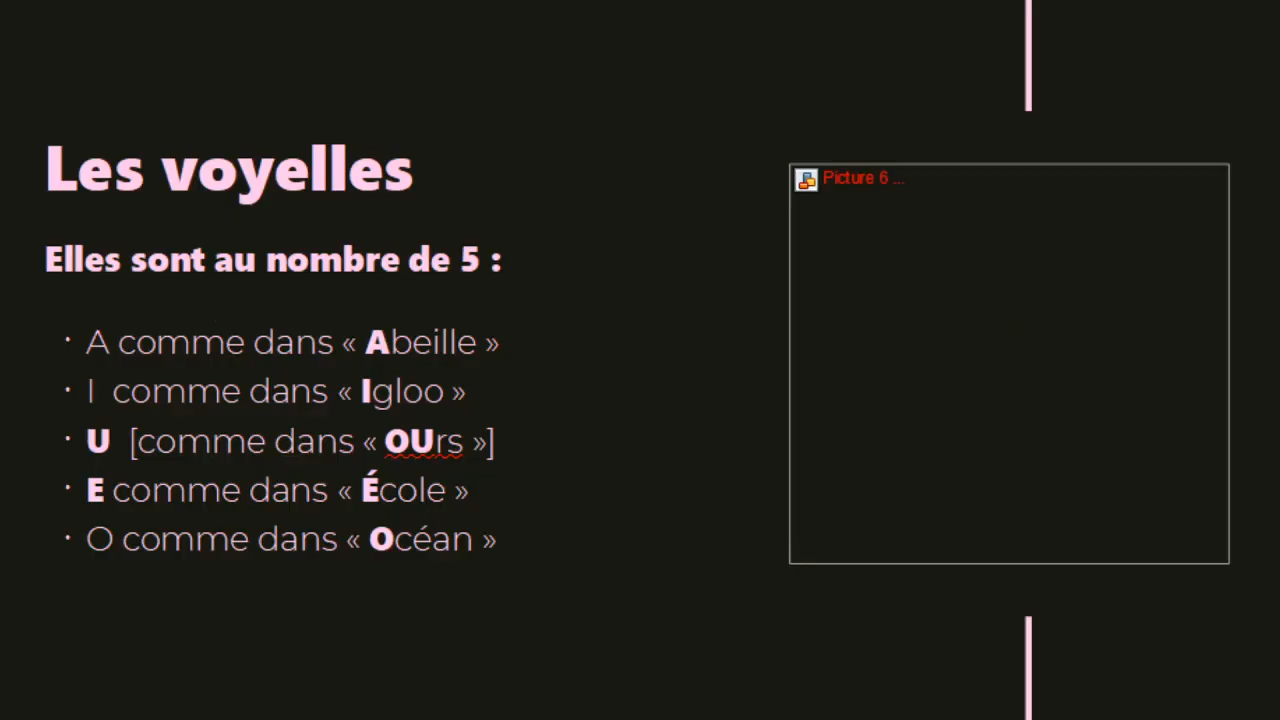 Les voyelles
Elles sont au nombre de 5 :
· A comme dans « Abeille »
· I comme dans « Igloo »
· U [comme dans « OUrs »]
· E comme dans « École »
· O comme dans « Océan »
Picture 6 ...